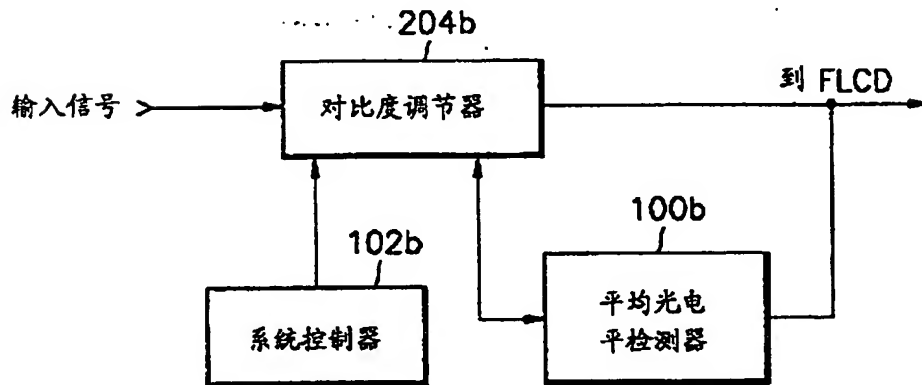 204b
到 FLCD
输入信号
对比度调节器
100b
102b
平均光电
平检测器
系统控制器